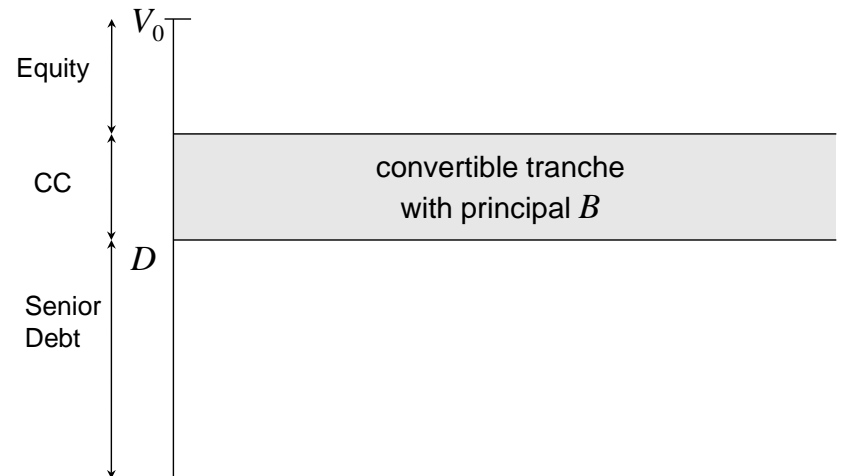 V₀
Equity
convertible tranche
CC
with principal B
D
Senior
Debt